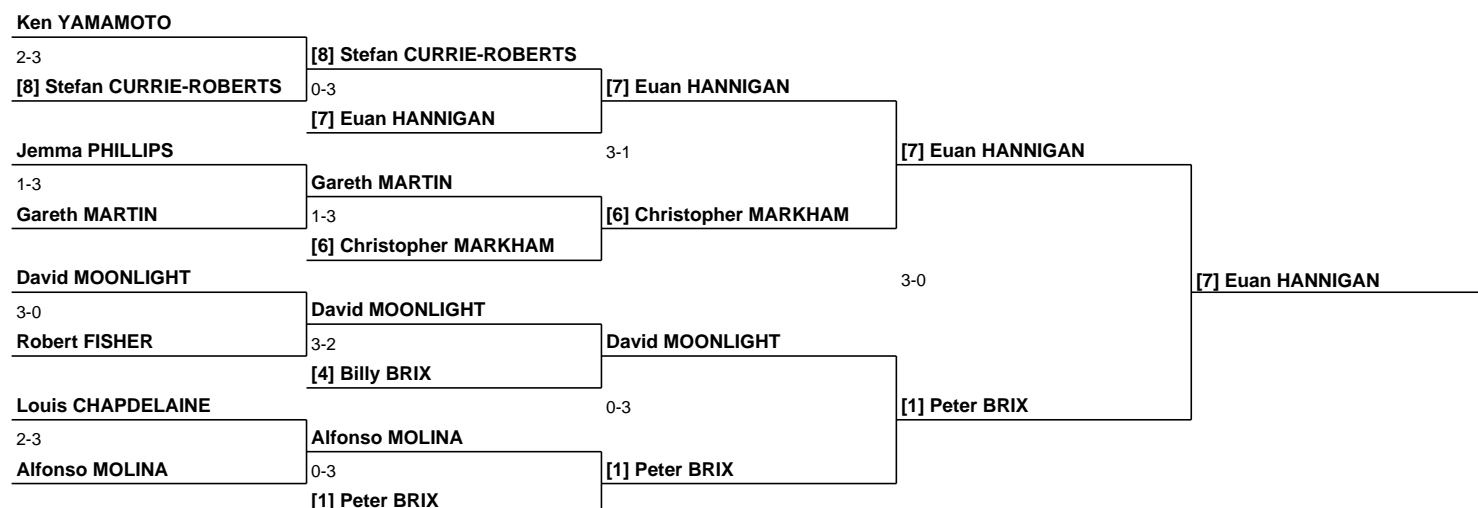 Ken YAMAMOTO
2-3
[8] Stefan CURRIE-ROBERTS
[8] Stefan CURRIE-ROBERTS
0-3
[7] Euan HANNIGAN
[7] Euan HANNIGAN
Jemma PHILLIPS
3-1
[7] Euan HANNIGAN
1-3
Gareth MARTIN
Gareth MARTIN
1-3
[6] Christopher MARKHAM
[6] Christopher MARKHAM
David MOONLIGHT
3-0
[7] Euan HANNIGAN
3-0
David MOONLIGHT
Robert FISHER
3-2
David MOONLIGHT
[4] Billy BRIX
Louis CHAPDELAINE
0-3
[1] Peter BRIX
2-3
Alfonso MOLINA
Alfonso MOLINA
0-3
[1] Peter BRIX
[1] Peter BRIX